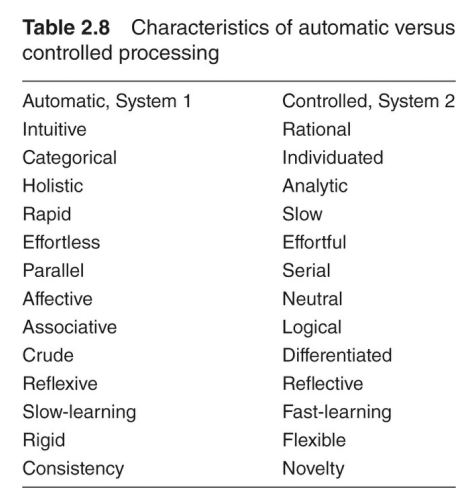 Table 2.8 Characteristics of automatic versus
controlled processing
Automatic, System 1 Controlled, System 2
Intuitive Rational
Categorical Individuated
Holistic Analytic
Rapid Slow
Effortless Effortful
Parallel Serial
Affective Neutral
Associative Logical
Crude Differentiated
Reflexive Reflective
Slow-learning Fast-learning
Rigid Flexible
Consistency Novelty